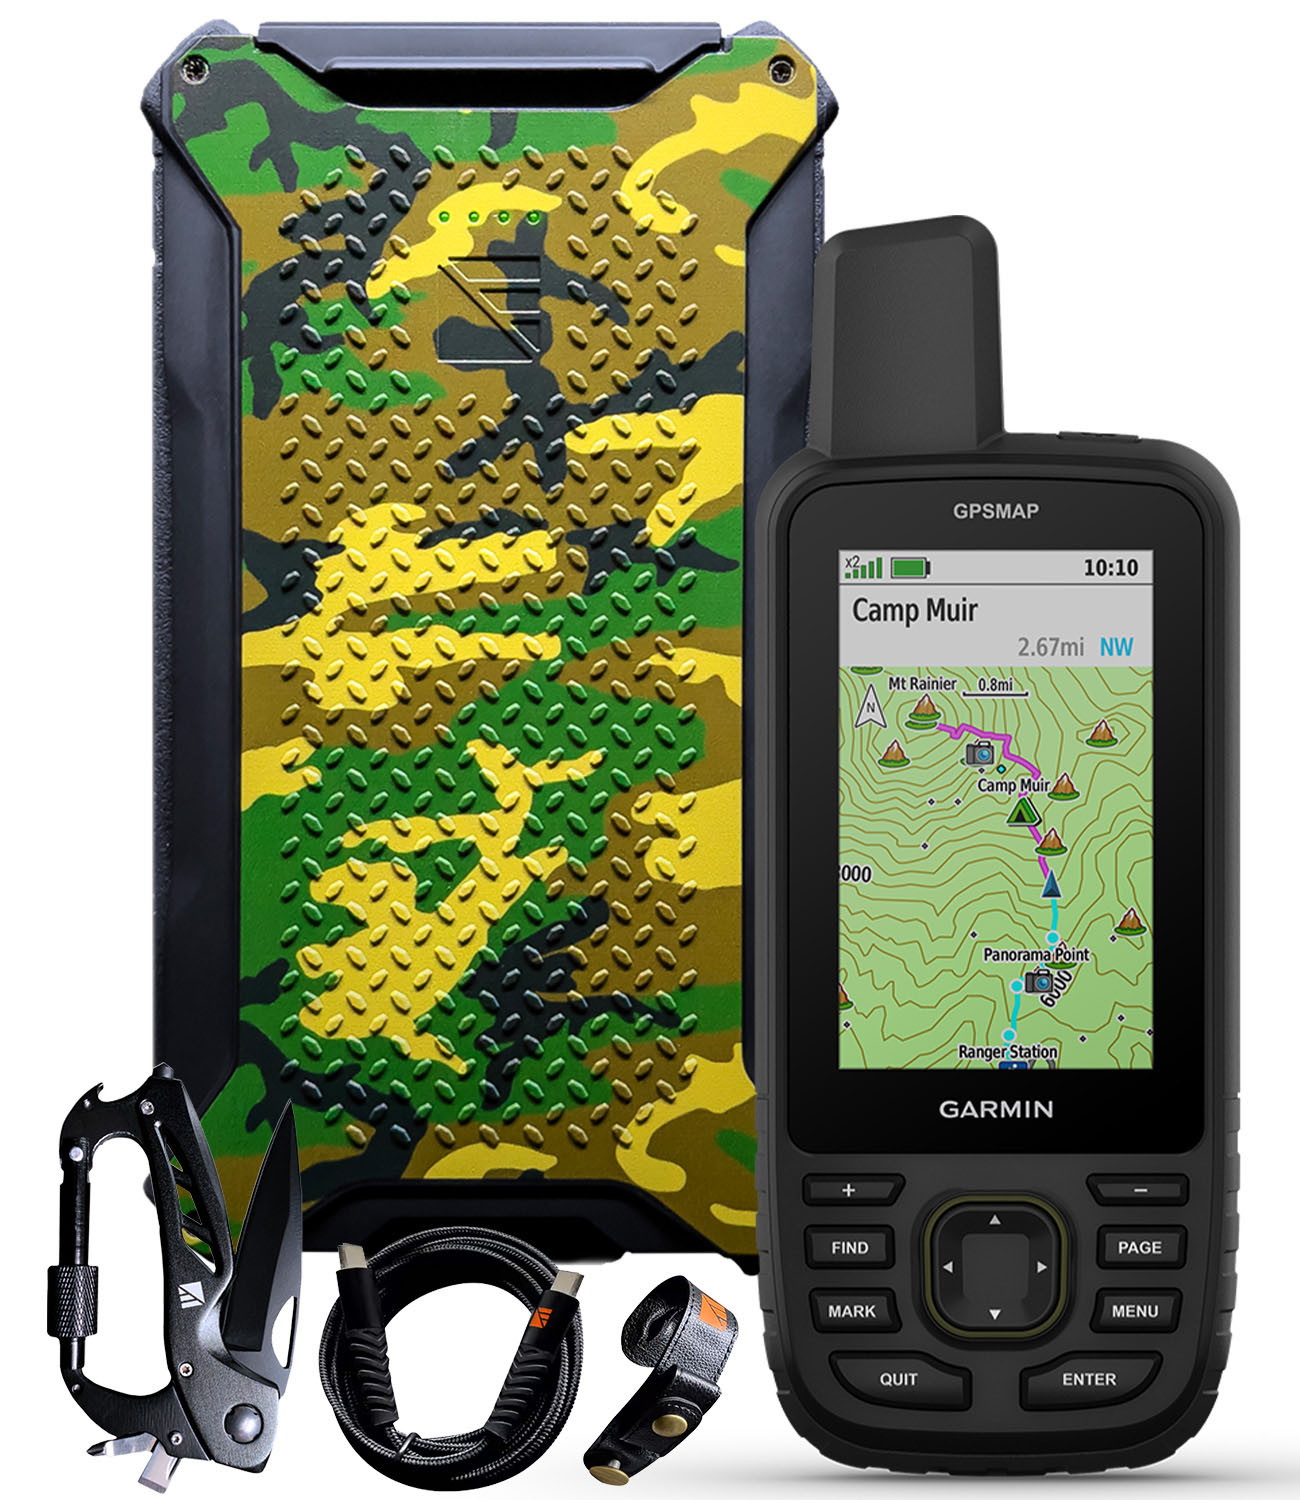 GPSMAP
x2
10:10
Camp Muir
2.67mi NW
Mt Rainier 0.8mi
N
Camp Muir
3000
Panorama Point
6000
Ranger Station
GARMIN
+ −
FIND PAGE
MARK MENU
QUIT ENTER